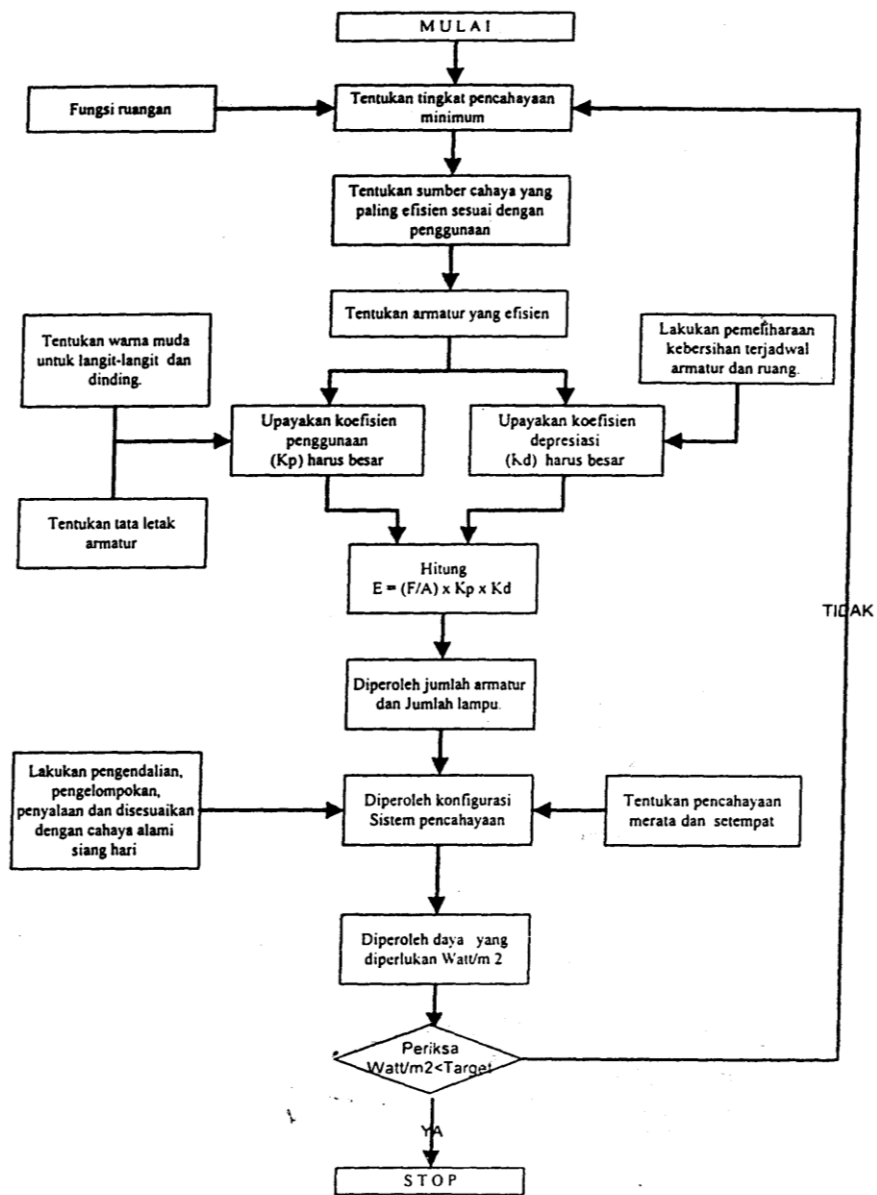 MULAI
Fungsi ruangan
Tentukan tingkat pencahayaan
minimum
Tentukan sumber cahaya yang
paling efisien sesuai dengan
penggunaan
Tentukan armatur yang efisien
Tentukan warna muda
untuk langit-langit dan
dinding.
Lakukan pemeliharaan
kebersihan terjadwal
armatur dan ruang.
Upayakan koefisien
penggunaan
(Kp) harus besar
Upayakan koefisien
depresiasi
(Kd) harus besar
Tentukan tata letak
armatur
Hitung
E = (F/A) x Kp x Kd
TIDAK
Diperoleh jumlah armatur
dan Jumlah lampu.
Lakukan pengendalian,
pengelompokan,
penyalaan dan disesuaikan
dengan cahaya alami
siang hari
Diperoleh konfigurasi
Sistem pencahayaan
Tentukan pencahayaan
merata dan setempat
Diperoleh daya yang
diperlukan Watt/m 2
Periksa
Watt/m2<Target
YA
STOP